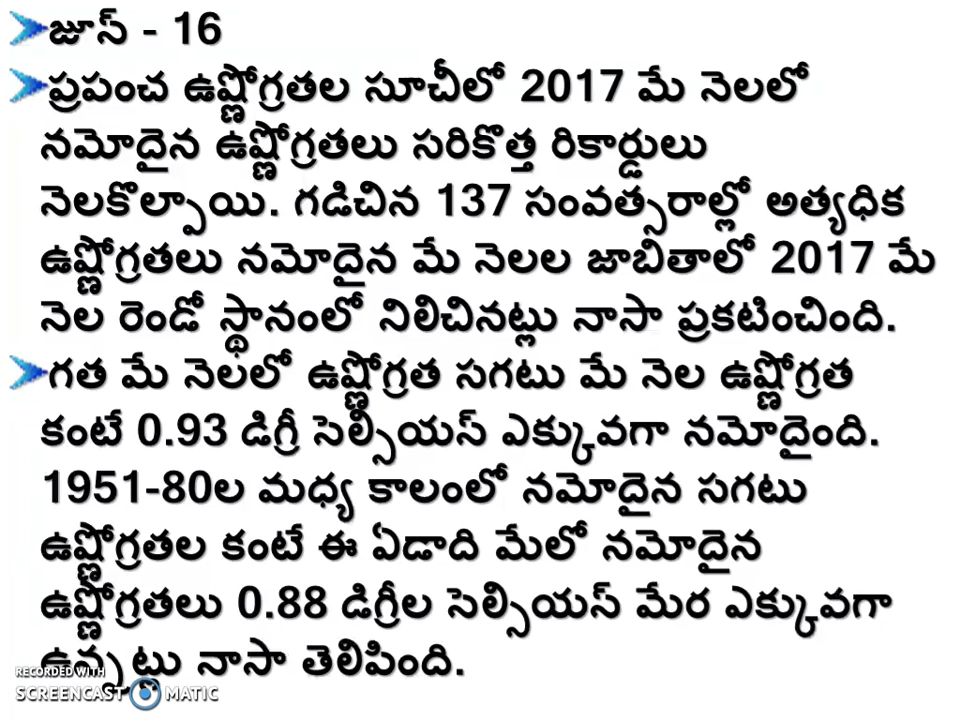 జూన్ - 16
ప్రపంచ ఉష్ణోగ్రతల సూచీలో 2017 మే నెలలో
నమోదైన ఉష్ణోగ్రతలు సరికొత్త రికార్డులు
నెలకొల్పాయి. గడిచిన 137 సంవత్సరాల్లో అత్యధిక
ఉష్ణోగ్రతలు నమోదైన మే నెలల జాబితాలో 2017 మే
నెల రెండో స్థానంలో నిలిచినట్లు నాసా ప్రకటించింది.
గత మే నెలలో ఉష్ణోగ్రత సగటు మే నెల ఉష్ణోగ్రత
కంటే 0.93 డిగ్రీ సెల్సియస్ ఎక్కువగా నమోదైంది.
1951-80ల మధ్య కాలంలో నమోదైన సగటు
ఉష్ణోగ్రతల కంటే ఈ ఏడాది మేలో నమోదైన
ఉష్ణోగ్రతలు 0.88 డిగ్రీల సెల్సియస్ మేర ఎక్కువగా
ఉన్నట్లు నాసా తెలిపింది.
RECORDED WITH
SCREENCAST MATIC